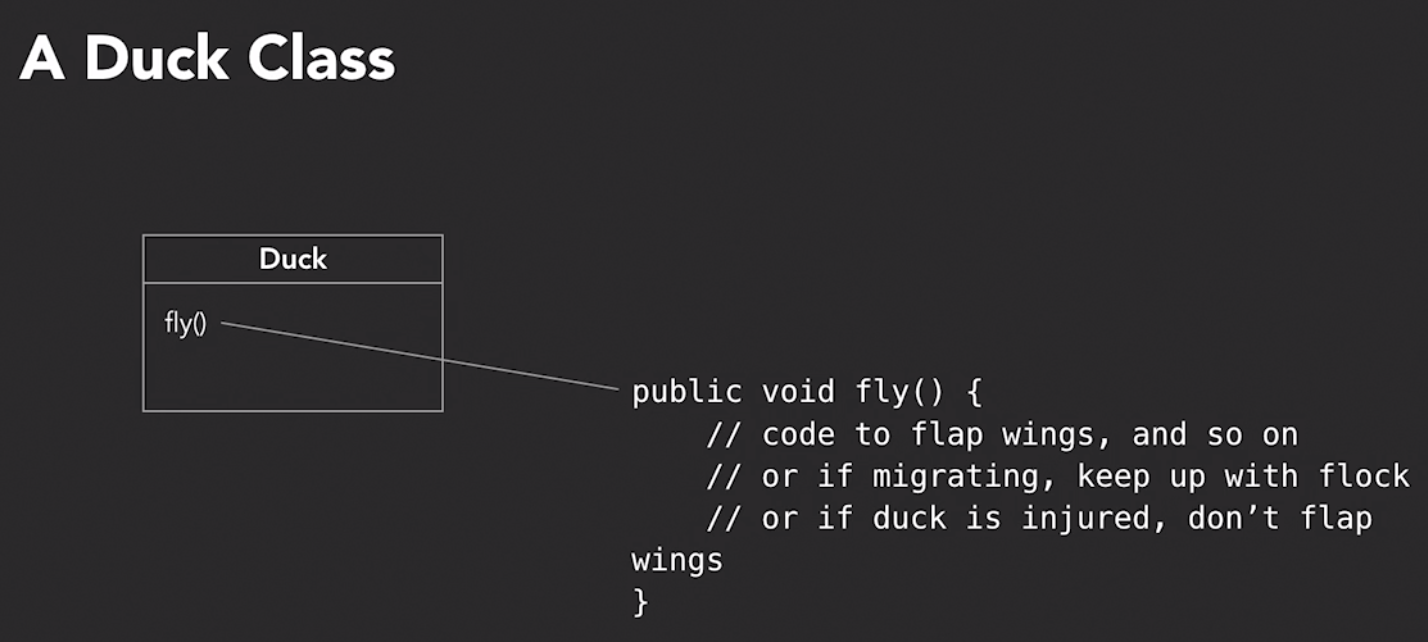 A Duck Class
Duck
fly()
public void fly() {
    // code to flap wings, and so on
    // or if migrating, keep up with flock
    // or if duck is injured, don’t flap
wings
}